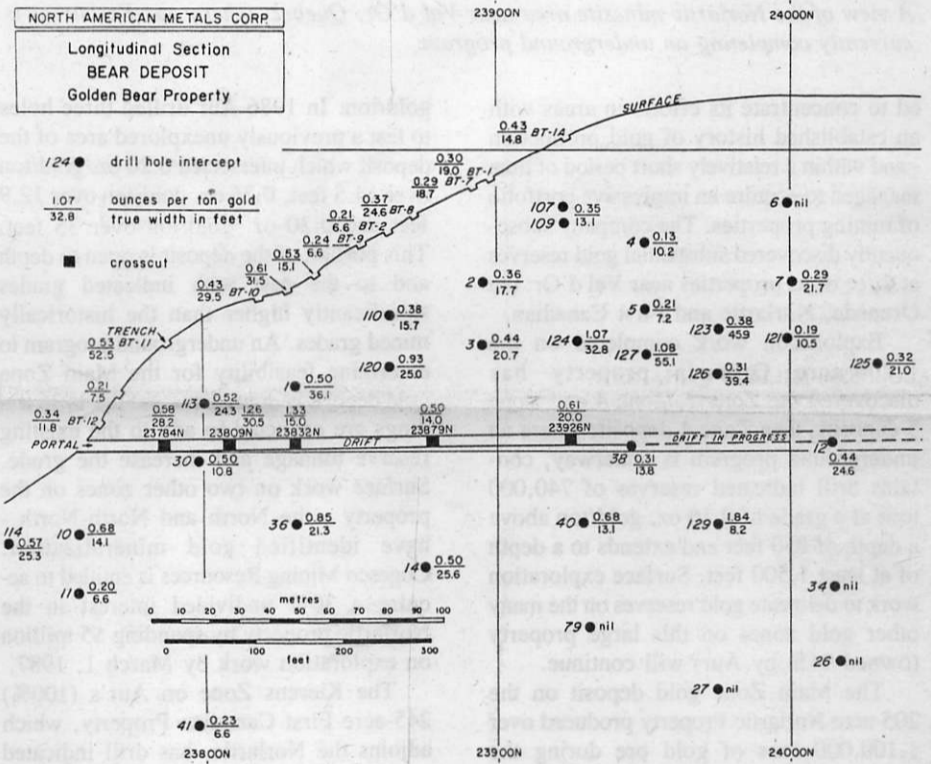 NORTH AMERICAN METALS CORP.
Longitudinal Section
BEAR DEPOSIT
Golden Bear Property
124 drill hole intercept
1.07 ounces per ton gold
32.8 true width in feet
crosscut
23900N
24000N
SURFACE
0.43
14.8
BT-1A
0.30
19.0
BT-1
0.29
18.7
BT-7
0.37
24.6
BT-8
0.21
6.6
BT-2
0.24
6.6
BT-9
0.53
15.1
0.61
31.5
0.43
29.5
BT-10
TRENCH
0.53
52.5
BT-11
0.21
7.5
0.34
11.8
BT-12
PORTAL
6 nil
107
109 0.35
13.1
4 0.15
10.2
2 0.36
17.7
7 0.29
21.7
110 0.38
15.7
5 0.21
7.2
123 0.38
3 0.44
20.7
124 1.07
32.8
127
55.1
121 0.19
10.5
120 0.93
25.0
126 0.31
39.4
125 0.32
21.0
1 0.50
36.1
113 0.52
24.3
0.58
28.2
23784N
23809N
1.26
30.5
1.33
15.0
23832N
0.50
14.0
23879N
0.61
20.0
23926N
DRIFT
DRIFT IN PROGRESS
30 0.50
10.8
38 0.31
13.8
12
0.44
24.6
114
0.57
25.3
10 0.68
14.1
36 0.85
21.3
40 0.69
13.1
129 1.84
45.3
14 0.50
25.6
11 0.20
6.6
34 nil
metres
0 10 20 30 40 50 60 70 80 90 100
0 100 200 300
feet
79 nil
26 nil
27 nil
48 0.23
6.6
23800N
23900N
24000N